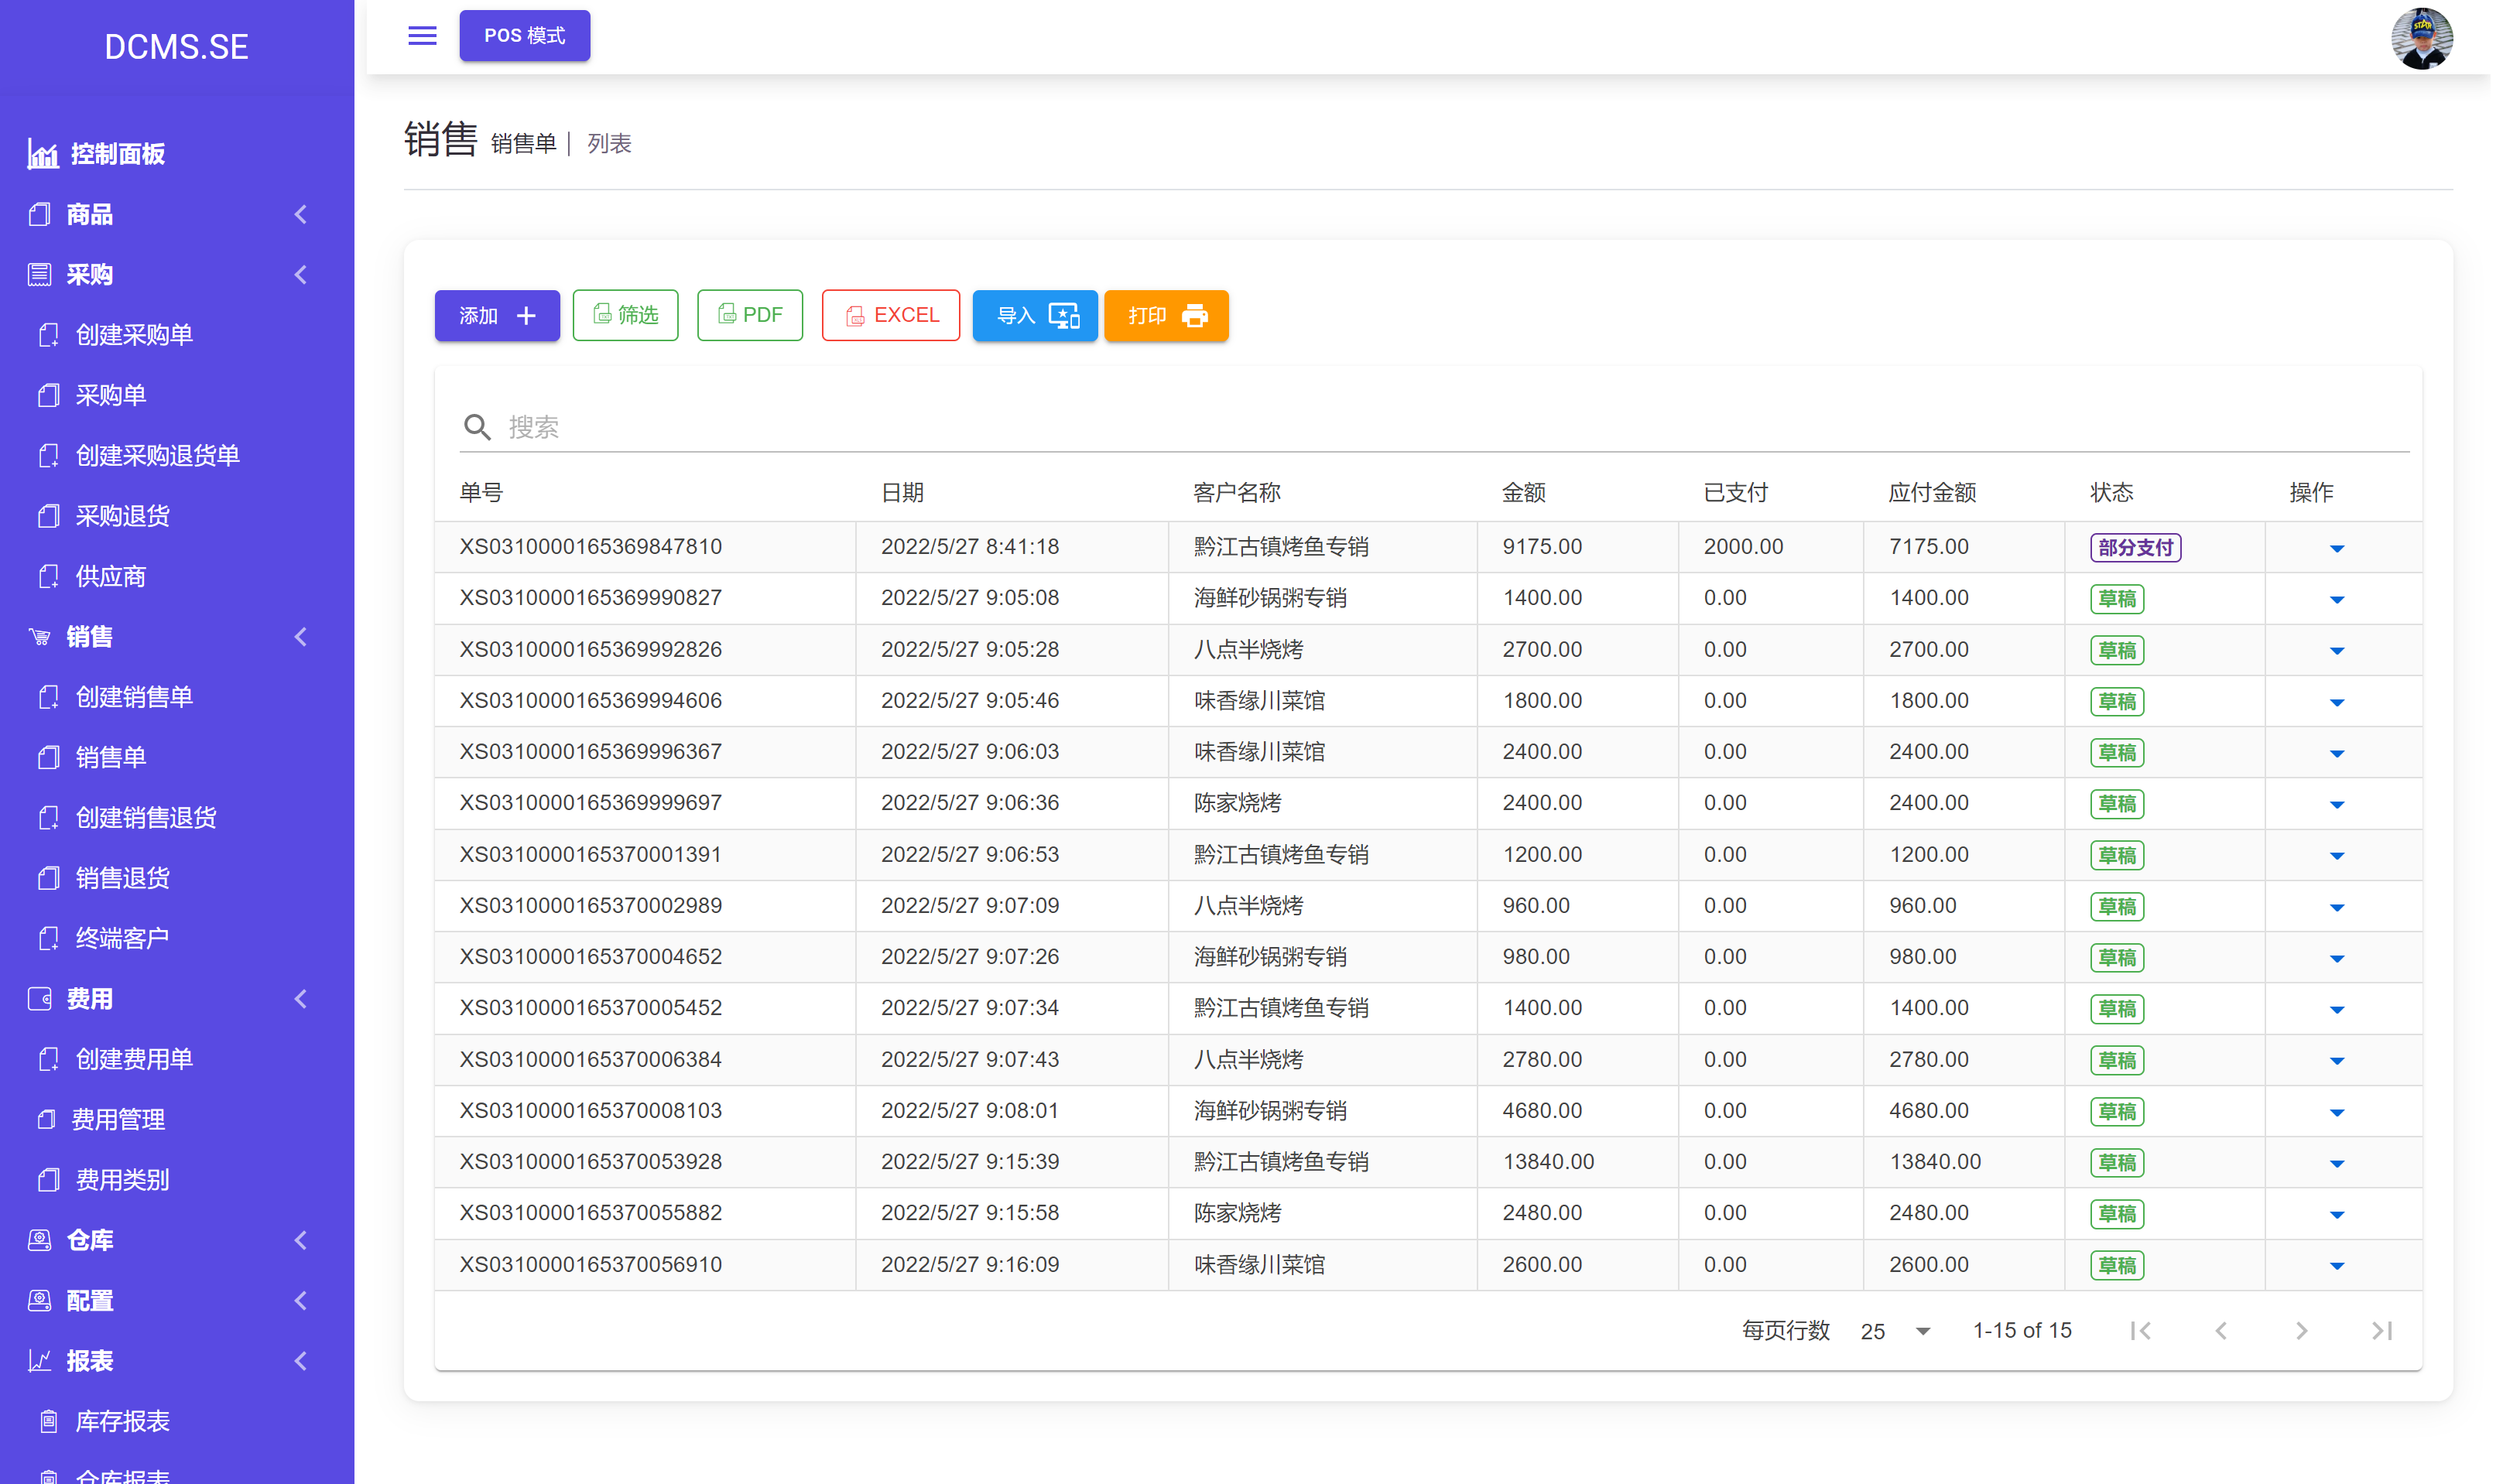 DCMS.SE
POS 模式
控制面板
商品
采购
创建采购单
采购单
创建采购退货单
采购退货
供应商
销售
创建销售单
销售单
创建销售退货
销售退货
终端客户
费用
创建费用单
费用管理
费用类别
仓库
配置
报表
库存报表
仓库报表
销售 销售单 | 列表
添加 筛选 PDF EXCEL 导入 打印
搜索
单号 日期 客户名称 金额 已支付 应付金额 状态 操作
XS0310000165369847810 2022/5/27 8:41:18 黔江古镇烤鱼专销 9175.00 2000.00 7175.00 部分支付
XS0310000165369990827 2022/5/27 9:05:08 海鲜砂锅粥专销 1400.00 0.00 1400.00 草稿
XS0310000165369992826 2022/5/27 9:05:28 八点半烧烤 2700.00 0.00 2700.00 草稿
XS0310000165369994606 2022/5/27 9:05:46 味香缘川菜馆 1800.00 0.00 1800.00 草稿
XS0310000165369996367 2022/5/27 9:06:03 味香缘川菜馆 2400.00 0.00 2400.00 草稿
XS0310000165369999697 2022/5/27 9:06:36 陈家烧烤 2400.00 0.00 2400.00 草稿
XS0310000165370001391 2022/5/27 9:06:53 黔江古镇烤鱼专销 1200.00 0.00 1200.00 草稿
XS0310000165370002989 2022/5/27 9:07:09 八点半烧烤 960.00 0.00 960.00 草稿
XS0310000165370004652 2022/5/27 9:07:26 海鲜砂锅粥专销 980.00 0.00 980.00 草稿
XS0310000165370005452 2022/5/27 9:07:34 黔江古镇烤鱼专销 1400.00 0.00 1400.00 草稿
XS0310000165370006384 2022/5/27 9:07:43 八点半烧烤 2780.00 0.00 2780.00 草稿
XS0310000165370008103 2022/5/27 9:08:01 海鲜砂锅粥专销 4680.00 0.00 4680.00 草稿
XS0310000165370053928 2022/5/27 9:15:39 黔江古镇烤鱼专销 13840.00 0.00 13840.00 草稿
XS0310000165370055882 2022/5/27 9:15:58 陈家烧烤 2480.00 0.00 2480.00 草稿
XS0310000165370056910 2022/5/27 9:16:09 味香缘川菜馆 2600.00 0.00 2600.00 草稿
每页行数 25 1-15 of 15